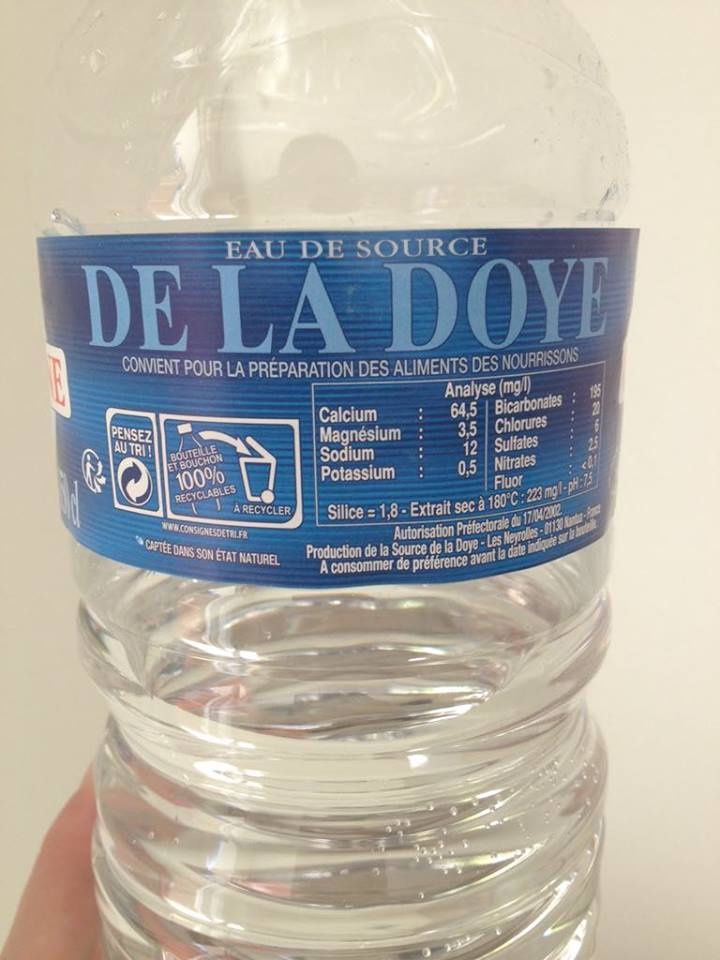 EAU DE SOURCE
DE LA DOYE
CONVIENT POUR LA PRÉPARATION DES ALIMENTS DES NOURRISSONS
E
PENSEZ
AU TRI !
BOUTEILLE
ET BOUCHON
100%
RECYCLABLES
À RECYCLER
WWW.CONSIGNESDETRI.FR
CAPTÉE DANS SON ÉTAT NATUREL
Analyse (mg/l)
Calcium : 64,5 Bicarbonates : 195
Magnésium : 3,5 Chlorures : 20
Sodium : 12 Sulfates : 6
Potassium : 0,5 Nitrates : 2,5
Fluor : < 0,1
Silice = 1,8 - Extrait sec à 180°C : 223 mg/l - pH : 7,5
Autorisation Préfectorale du 17/04/2002.
Production de la Source de la Doye - Les Neyrolles - 01130 Nantua - France
A consommer de préférence avant la date indiquée sur la bouteille.